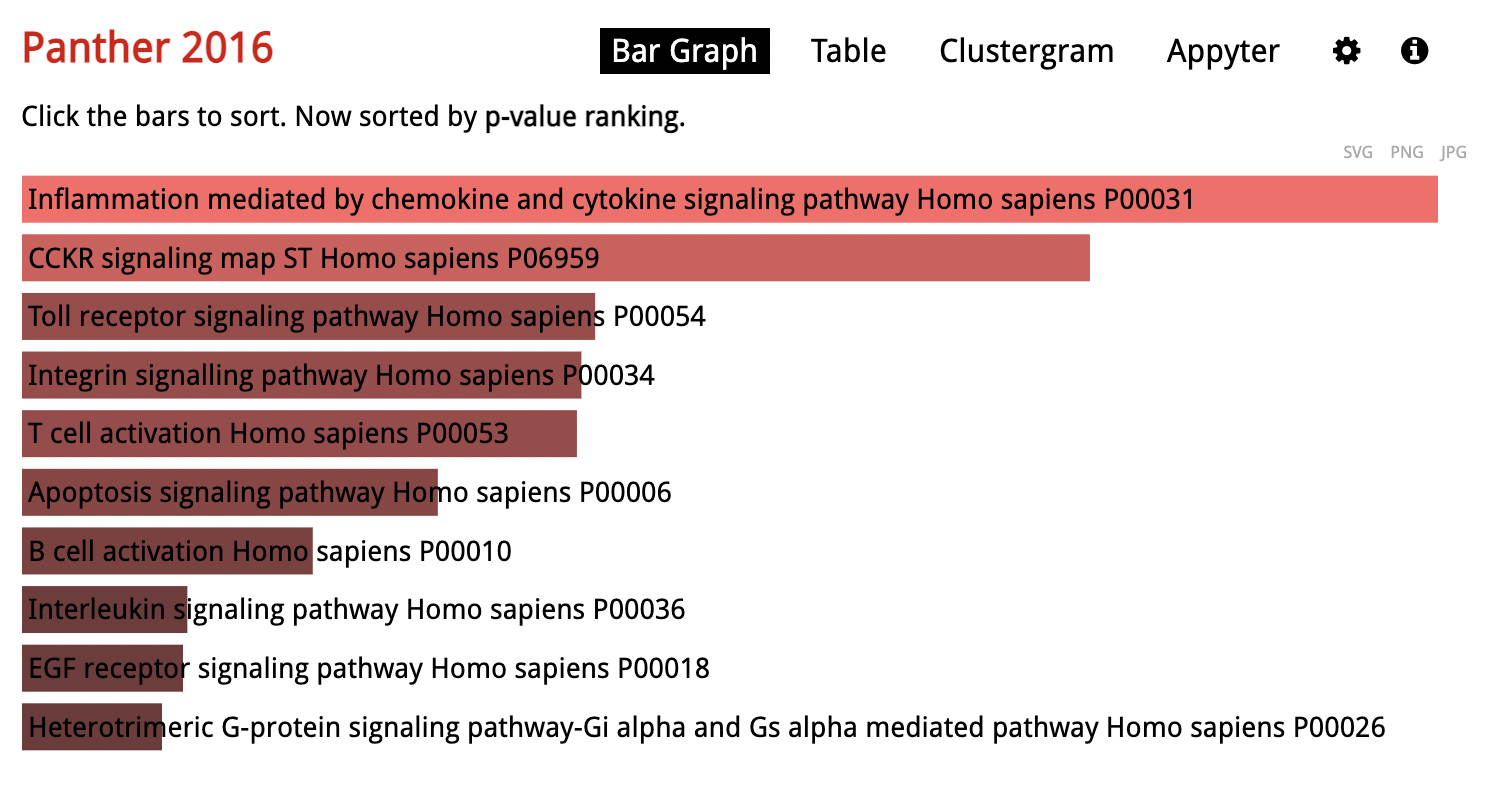 Panther 2016
Bar Graph Table Clustergram Appyter
Click the bars to sort. Now sorted by p-value ranking.
SVG PNG JPG
Inflammation mediated by chemokine and cytokine signaling pathway Homo sapiens P00031
CCKR signaling map ST Homo sapiens P06959
Toll receptor signaling pathway Homo sapiens P00054
Integrin signalling pathway Homo sapiens P00034
T cell activation Homo sapiens P00053
Apoptosis signaling pathway Homo sapiens P00006
B cell activation Homo sapiens P00010
Interleukin signaling pathway Homo sapiens P00036
EGF receptor signaling pathway Homo sapiens P00018
Heterotrimeric G-protein signaling pathway-Gi alpha and Gs alpha mediated pathway Homo sapiens P00026